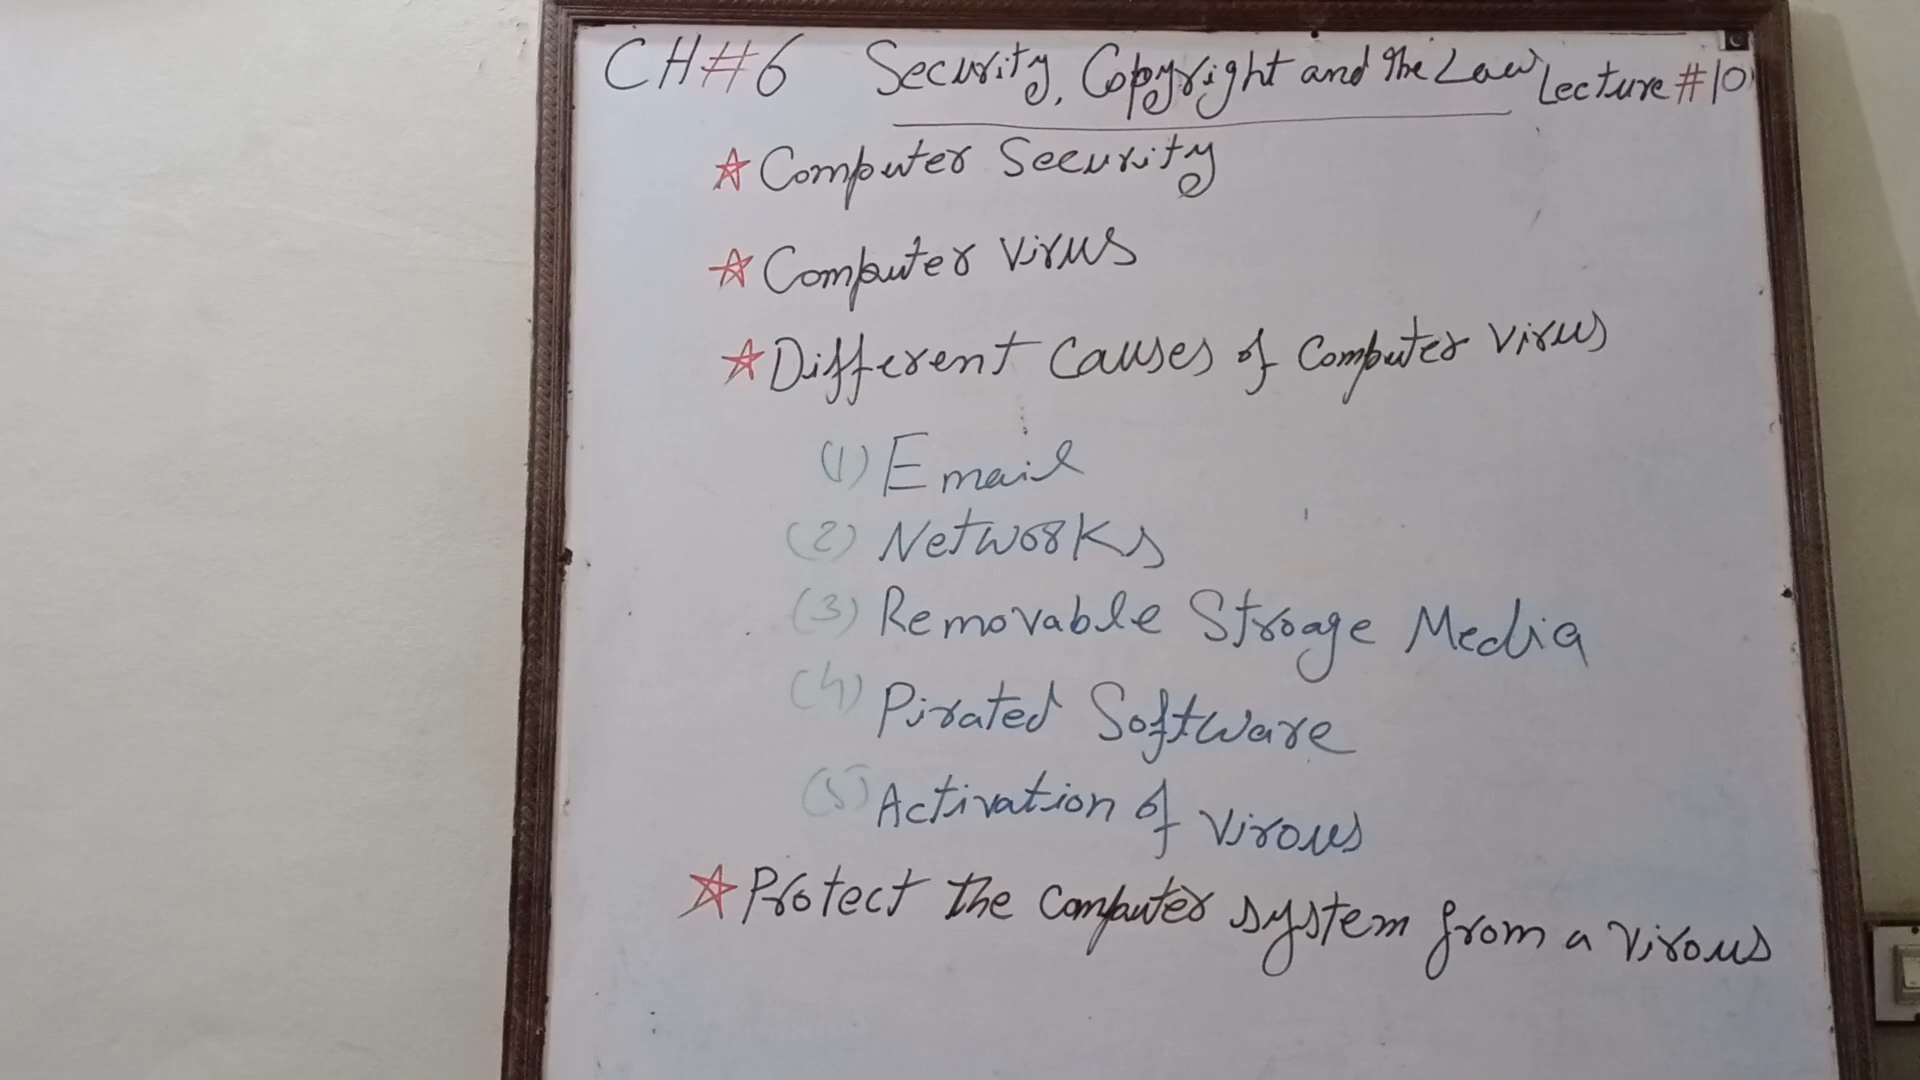 CH#6 Security, Copyright and the Law Lecture #10
☆ Computer Security
☆ Computer Virus
☆ Different Causes of Computer Virus
(1) Email
(2) Networks
(3) Removable Stroage Media
(4) Pirated Software
(5) Activation of Virous
☆ Protect the Computer system from a Virous